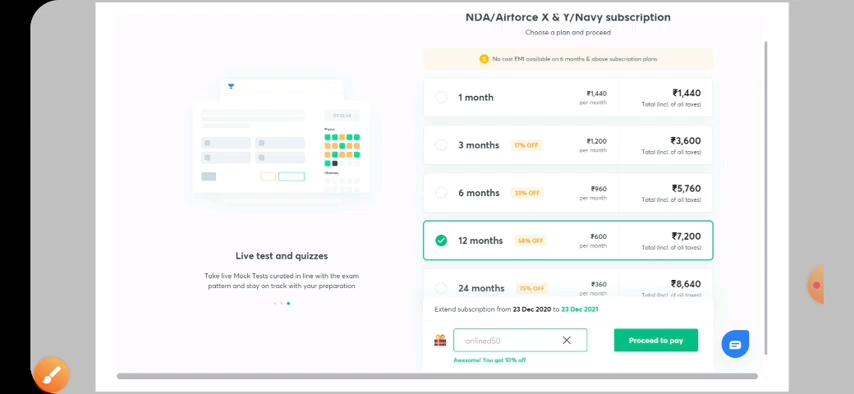 NDA/Airforce X & Y/Navy subscription
Choose a plan and proceed
No cost EMI available on 6 months & above subscription plans
1 month
₹1,440
per month
₹1,440
Total (Incl. of all taxes)
3 months
17% OFF
₹1,200
per month
₹3,600
Total (Incl. of all taxes)
6 months
33% OFF
₹960
per month
₹5,760
Total (Incl. of all taxes)
12 months
58% OFF
₹600
per month
₹7,200
Total (Incl. of all taxes)
24 months
75% OFF
₹360
per month
₹8,640
Total (Incl. of all taxes)
Live test and quizzes
Take live Mock Tests curated in line with the exam
pattern and stay on track with your preparation
Extend subscription from 23 Dec 2020 to 23 Dec 2021
onlined50
Proceed to pay
Awesome! You got 10% off